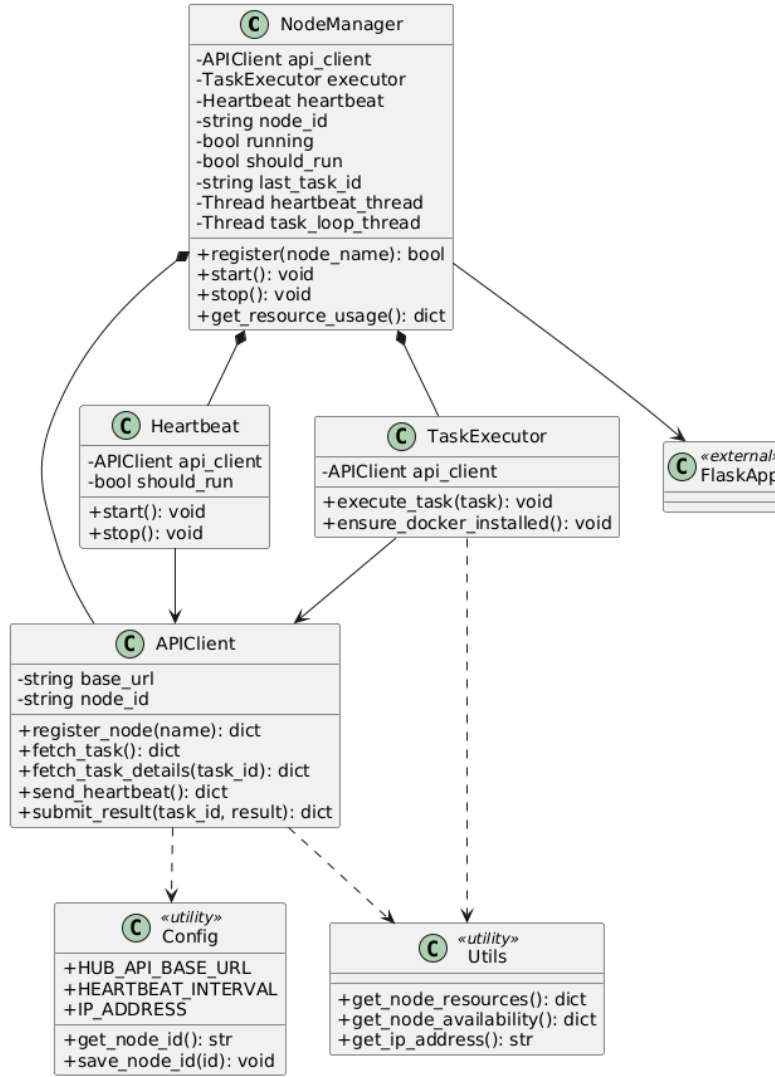 C NodeManager
-APIClient api_client
-TaskExecutor executor
-Heartbeat heartbeat
-string node_id
-bool running
-bool should_run
-string last_task_id
-Thread heartbeat_thread
-Thread task_loop_thread
+register(node_name): bool
+start(): void
+stop(): void
+get_resource_usage(): dict
C Heartbeat
-APIClient api_client
-bool should_run
+start(): void
+stop(): void
C TaskExecutor
-APIClient api_client
+execute_task(task): void
+ensure_docker_installed(): void
C «external»
FlaskApp
C APIClient
-string base_url
-string node_id
+register_node(name): dict
+fetch_task(): dict
+fetch_task_details(task_id): dict
+send_heartbeat(): dict
+submit_result(task_id, result): dict
C «utility»
Config
+HUB_API_BASE_URL
+HEARTBEAT_INTERVAL
+IP_ADDRESS
+get_node_id(): str
+save_node_id(id): void
C «utility»
Utils
+get_node_resources(): dict
+get_node_availability(): dict
+get_ip_address(): str